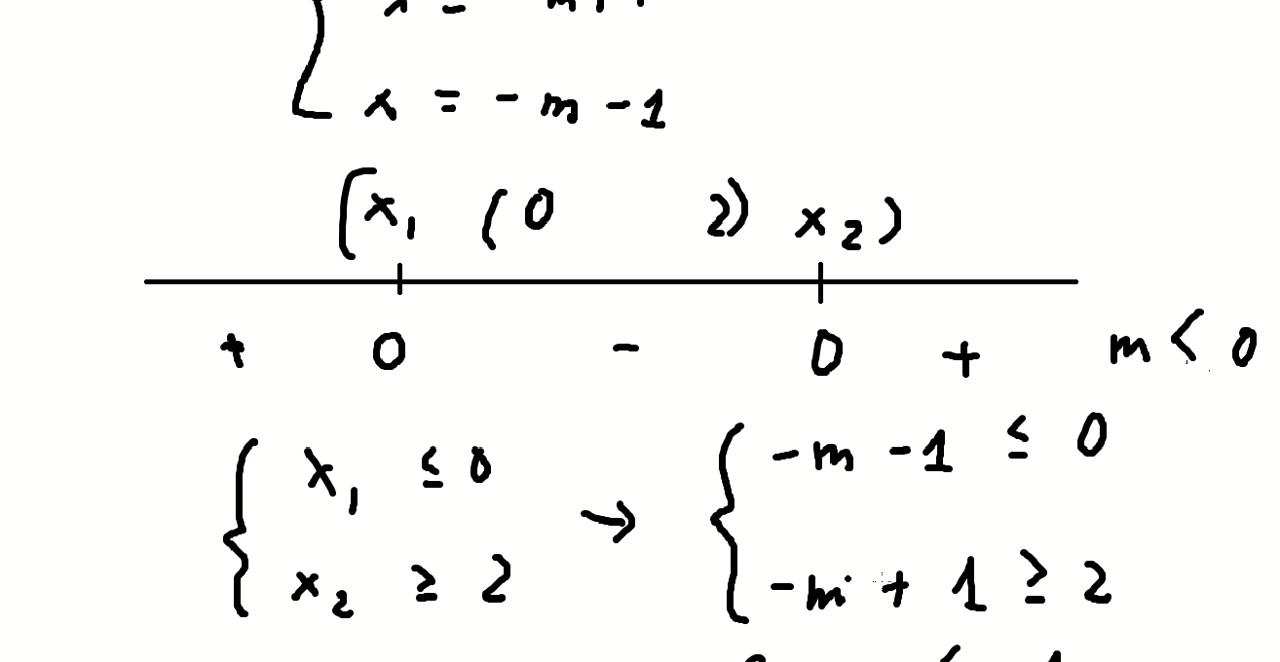 x = - m - 1
[x₁ (0 2) x₂)
+ 0 - 0 + m < 0
{ x₁ ≤ 0 → { -m - 1 ≤ 0
x₂ ≥ 2 -m + 1 ≥ 2